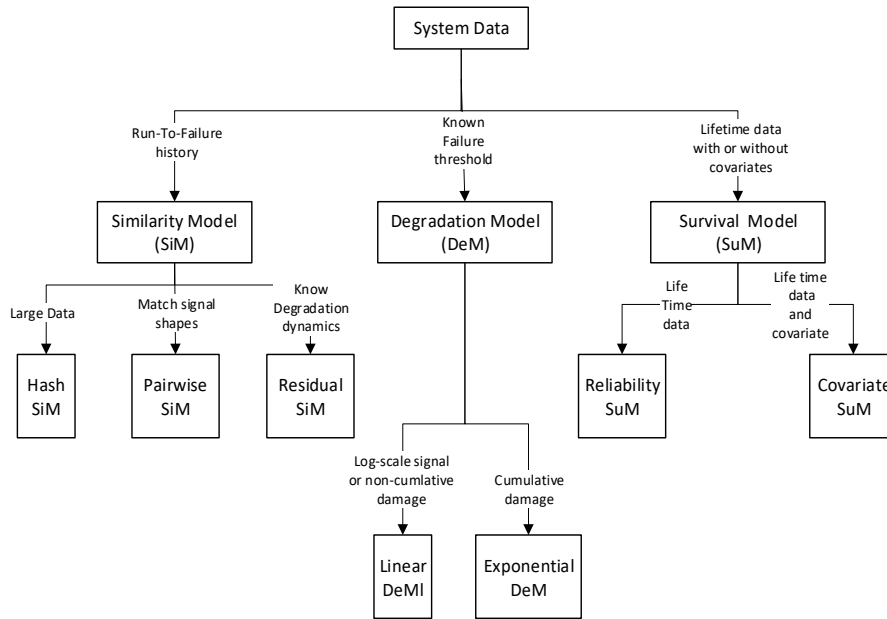 System Data
Run-To-Failure
history
Known
Failure
threshold
Lifetime data
with or without
covariates
Similarity Model
(SiM)
Degradation Model
(DeM)
Survival Model
(SuM)
Large Data
Match signal
shapes
Know
Degradation
dynamics
Life
Time
data
Life time
data
and
covariate
Hash
SiM
Pairwise
SiM
Residual
SiM
Reliability
SuM
Covariate
SuM
Log-scale signal
or non-cumlative
damage
Cumulative
damage
Linear
DeMl
Exponential
DeM